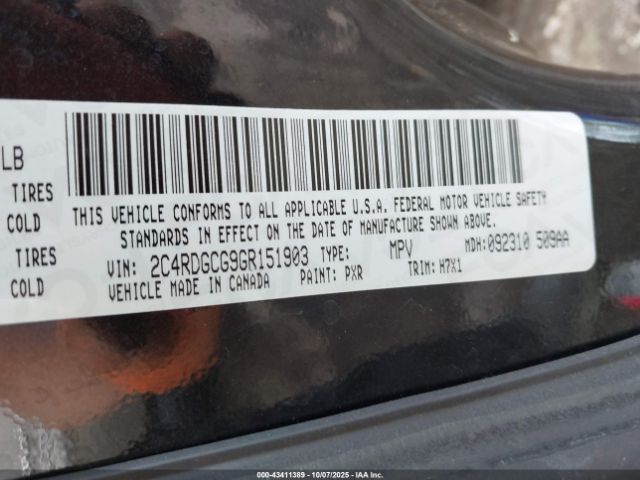 LB
TIRES
COLD
TIRES
COLD
THIS VEHICLE CONFORMS TO ALL APPLICABLE U.S.A. FEDERAL MOTOR VEHICLE SAFETY
STANDARDS IN EFFECT ON THE DATE OF MANUFACTURE SHOWN ABOVE.
VIN: 2C4RDGCG9GR151903 TYPE: MPV MDH:092310 509AA
VEHICLE MADE IN CANADA PAINT: PXR TRIM: H7X1
000-43411389 - 10/07/2025 - IAA Inc.